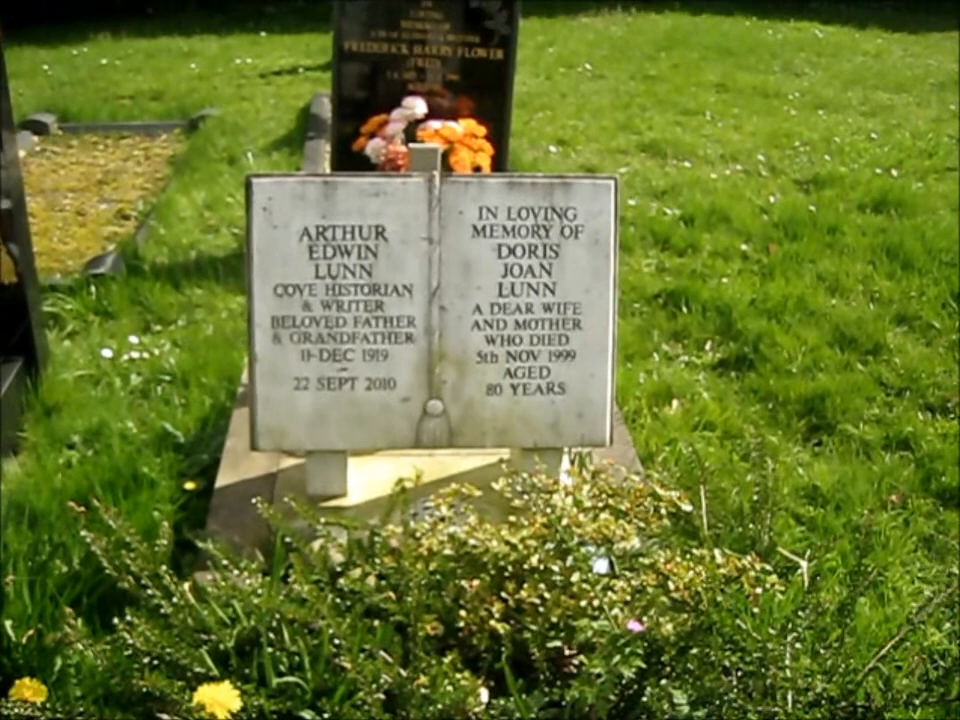 MEMORY
FREDERICK HARRY FLOWER
ARTHUR
EDWIN
LUNN
COVE HISTORIAN
& WRITER
BELOVED FATHER
& GRANDFATHER
11 DEC 1919
-
22 SEPT 2010
IN LOVING
MEMORY OF
DORIS
JOAN
LUNN
A DEAR WIFE
AND MOTHER
WHO DIED
5th NOV 1999
AGED
80 YEARS